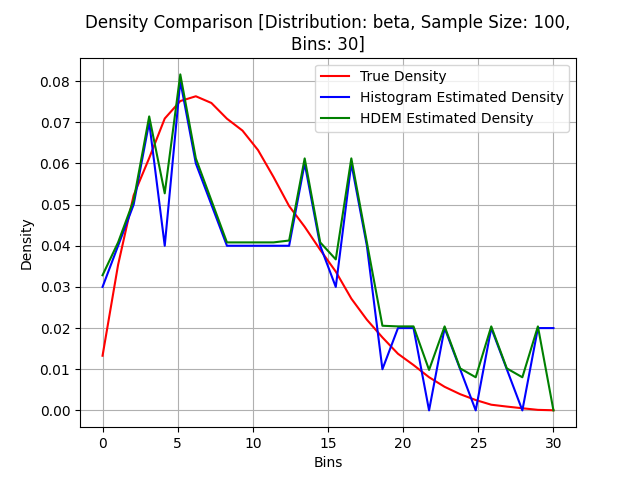 Density Comparison [Distribution: beta, Sample Size: 100,
Bins: 30]
True Density
Histogram Estimated Density
HDEM Estimated Density
Density
0.08
0.07
0.06
0.05
0.04
0.03
0.02
0.01
0.00
0 5 10 15 20 25 30
Bins